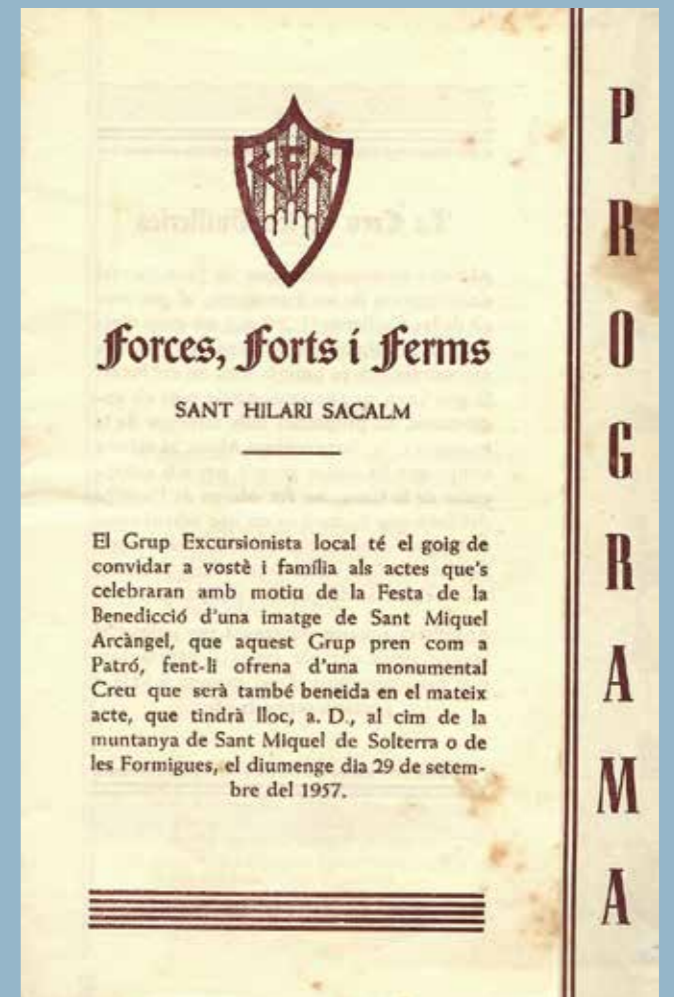 FFF
Forces, Forts i Ferms
SANT HILARI SACALM
El Grup Excursionista local té el goig de
convidar a vostè i família als actes que's
celebraran amb motiu de la Festa de la
Benedicció d'una imatge de Sant Miquel
Arcàngel, que aquest Grup pren com a
Patró, fent-li ofrena d'una monumental
Creu que serà també beneida en el mateix
acte, que tindrà lloc, a. D., al cim de la
muntanya de Sant Miquel de Solterra o de
les Formigues, el diumenge dia 29 de setem-
bre del 1957.
PROGRAMA